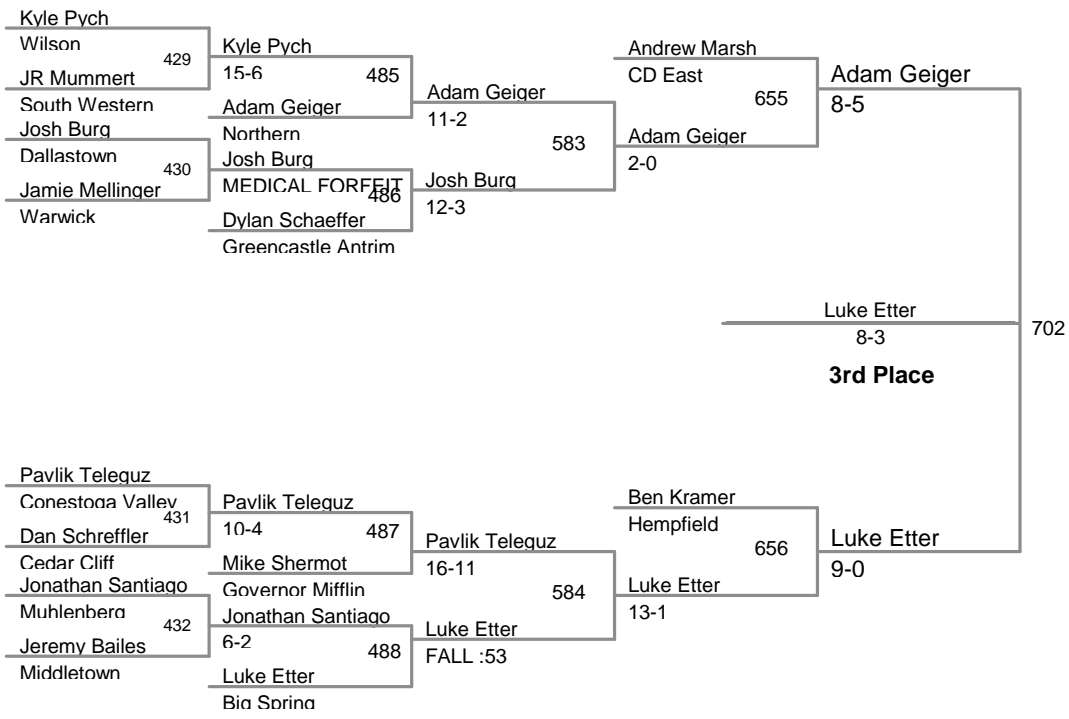 Kyle Pych
Wilson
429
JR Mummert
South Western
Josh Burg
Dallastown
430
Jamie Mellinger
Warwick
Kyle Pych
15-6
485
Adam Geiger
Northern
Josh Burg
MEDICAL FORFEIT
486
Dylan Schaeffer
Greencastle Antrim
Adam Geiger
11-2
583
Josh Burg
12-3
Andrew Marsh
CD East
655
Adam Geiger
2-0
Adam Geiger
8-5
Luke Etter
8-3
702
3rd Place
Pavlik Teleguz
Conestoga Valley
431
Dan Schreffler
Cedar Cliff
Jonathan Santiago
Muhlenberg
432
Jeremy Bailes
Middletown
Pavlik Teleguz
10-4
487
Mike Shermot
Governor Mifflin
Jonathan Santiago
6-2
488
Luke Etter
Big Spring
Pavlik Teleguz
16-11
584
Luke Etter
FALL :53
Ben Kramer
Hempfield
656
Luke Etter
13-1
Luke Etter
9-0